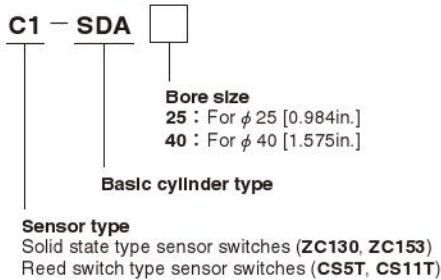 C1 – SDA
Bore size
25 : For ϕ 25 [0.984in.]
40 : For ϕ 40 [1.575in.]
Basic cylinder type
Sensor type
Solid state type sensor switches (ZC130, ZC153)
Reed switch type sensor switches (CS5T, CS11T)